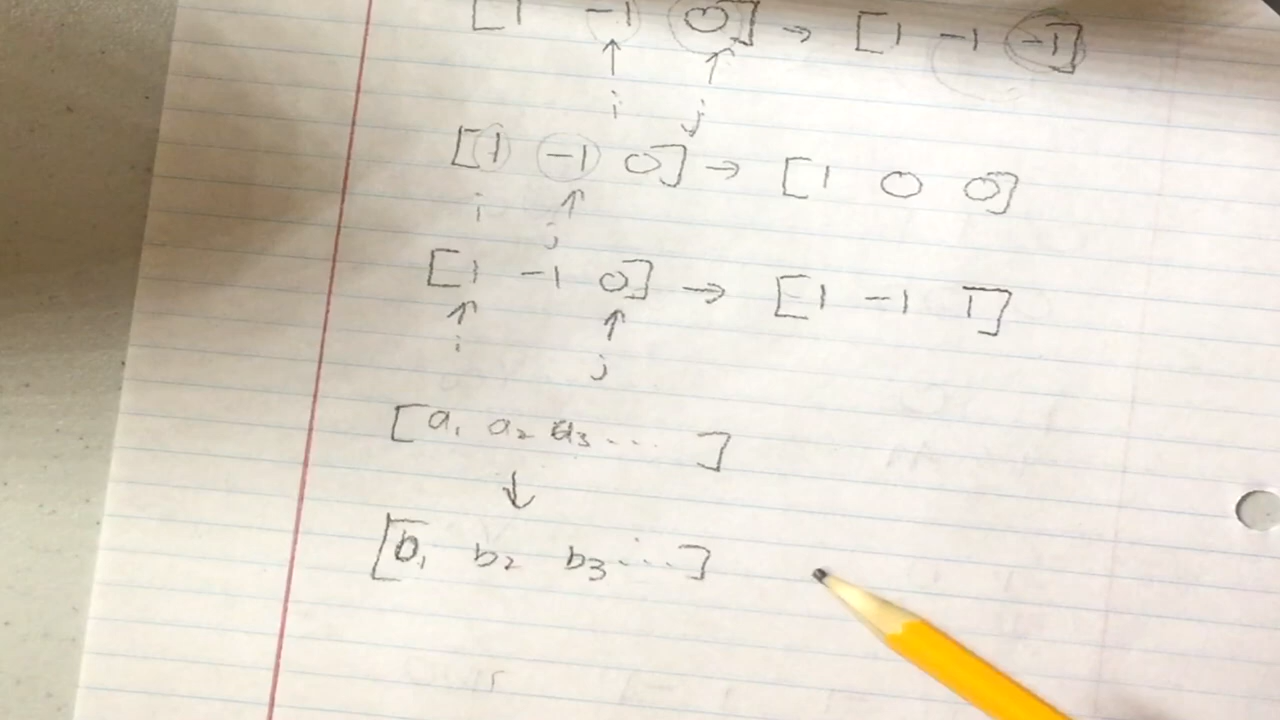 [1 -1 0] → [1 -1 -1]
↑ ↑
i j
[1 -1 0] → [1 0 0]
i ↑
j
[1 -1 0] → [1 -1 1]
↑ ↑
i j
[a₁ a₂ a₃ ... ]
↓
[b₁ b₂ b₃ ... ]